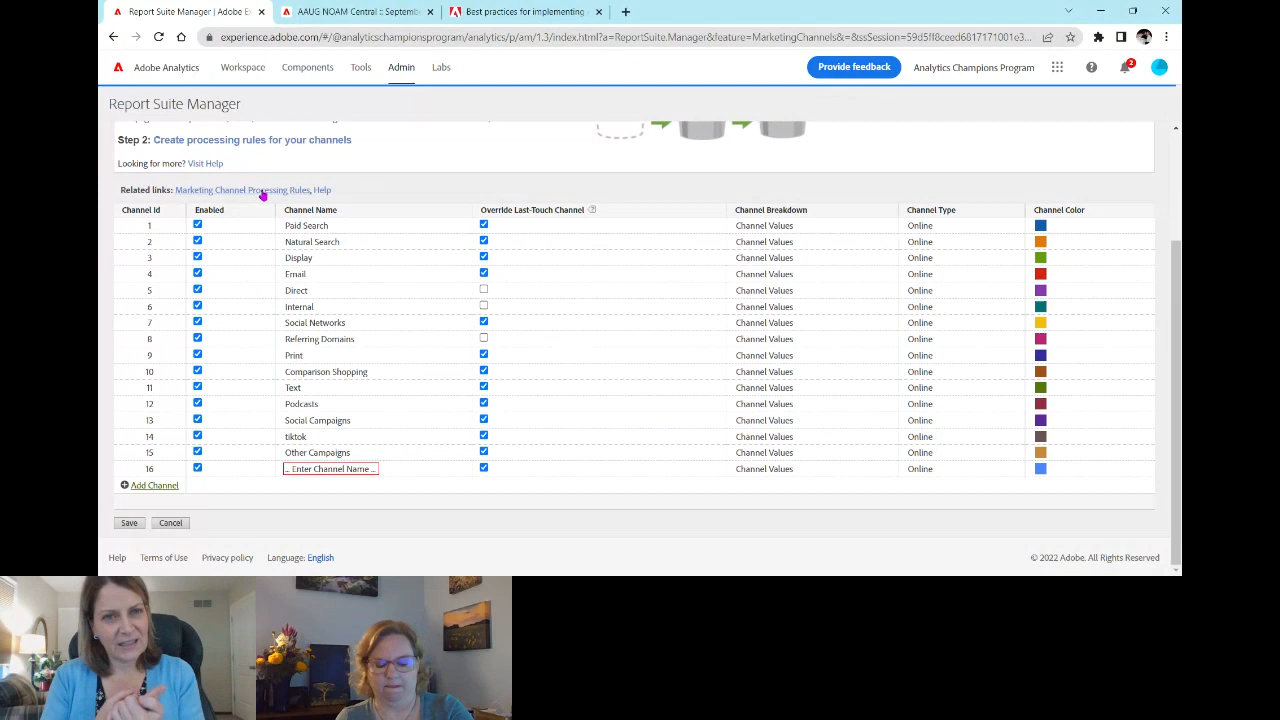 Report Suite Manager | Adobe Ex
AAUG NOAM Central :: Septembe
Best practices for implementing
experience.adobe.com/#/@analyticschampionsprogram/analytics/p/am/1.3/index.html?a=ReportSuite.Manager&feature=MarketingChannels&=&sssSession=59d5ff8ceed6817171001e3...
Adobe Analytics Workspace Components Tools Admin Labs Provide feedback Analytics Champions Program 2
Report Suite Manager
Step 2: Create processing rules for your channels
Looking for more? Visit Help
Related links: Marketing Channel Processing Rules, Help
Channel Id Enabled Channel Name Override Last-Touch Channel Channel Breakdown Channel Type Channel Color
1 Paid Search Channel Values Online
2 Natural Search Channel Values Online
3 Display Channel Values Online
4 Email Channel Values Online
5 Direct Channel Values Online
6 Internal Channel Values Online
7 Social Networks Channel Values Online
8 Referring Domains Channel Values Online
9 Print Channel Values Online
10 Comparison Shopping Channel Values Online
11 Text Channel Values Online
12 Podcasts Channel Values Online
13 Social Campaigns Channel Values Online
14 tiktok Channel Values Online
15 Other Campaigns Channel Values Online
16 .. Enter Channel Name .. Channel Values Online
Add Channel
Save Cancel
Help Terms of Use Privacy policy Language: English © 2022 Adobe. All Rights Reserved